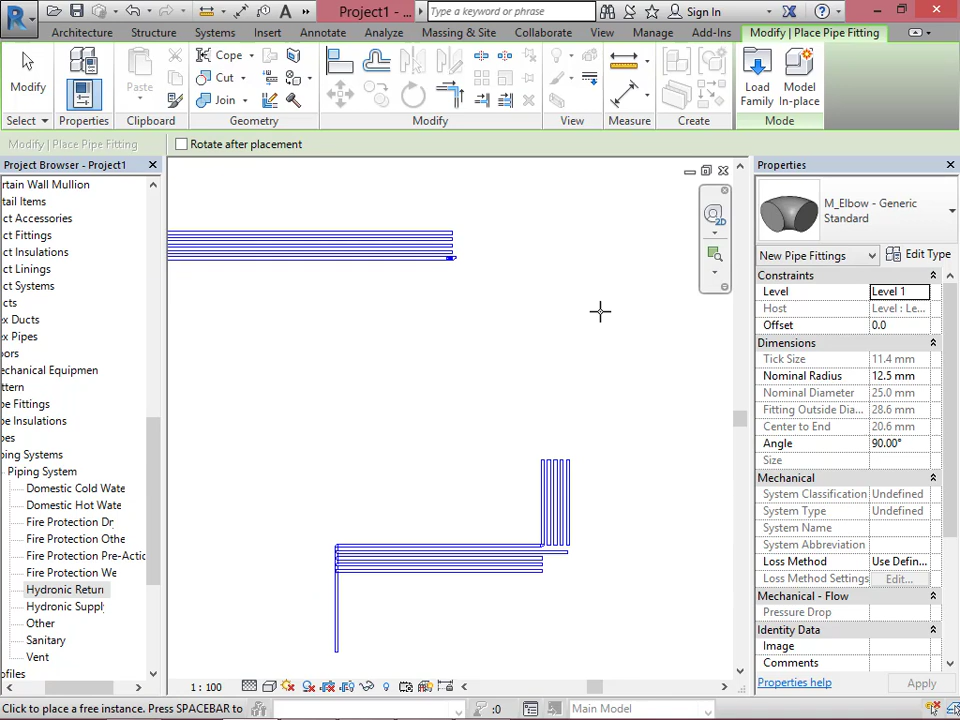 Project1 - ...
Type a keyword or phrase
Sign In
Architecture
Structure
Systems
Insert
Annotate
Analyze
Massing & Site
Collaborate
View
Manage
Add-Ins
Modify | Place Pipe Fitting
Modify
Paste
Cope
Cut
Join
Load
Family
Model
In-place
Select
Properties
Clipboard
Geometry
Modify
View
Measure
Create
Mode
Modify | Place Pipe Fitting
Rotate after placement
Project Browser - Project1
rtain Wall Mullion
tail Items
ct Accessories
ct Fittings
ct Insulations
ct Linings
ct Systems
cts
ex Ducts
ex Pipes
oors
echanical Equipmen
ttern
pe Fittings
pe Insulations
pes
ping Systems
Piping System
Domestic Cold Wate
Domestic Hot Wate
Fire Protection Dr
Fire Protection Othe
Fire Protection Pre-Actio
Fire Protection We
Hydronic Return
Hydronic Supply
Other
Sanitary
Vent
ofiles
2D
Properties
M_Elbow - Generic
Standard
New Pipe Fittings
Edit Type
Constraints
Level Level 1
Host Level : Le...
Offset 0.0
Dimensions
Tick Size 11.4 mm
Nominal Radius 12.5 mm
Nominal Diameter 25.0 mm
Fitting Outside Dia... 28.6 mm
Center to End 20.6 mm
Angle 90.00°
Size
Mechanical
System Classification Undefined
System Type Undefined
System Name
System Abbreviation
Loss Method Use Defin...
Loss Method Settings Edit...
Mechanical - Flow
Pressure Drop
Identity Data
Image
Comments
Properties help
Apply
1 : 100
Click to place a free instance. Press SPACEBAR to
:0
Main Model